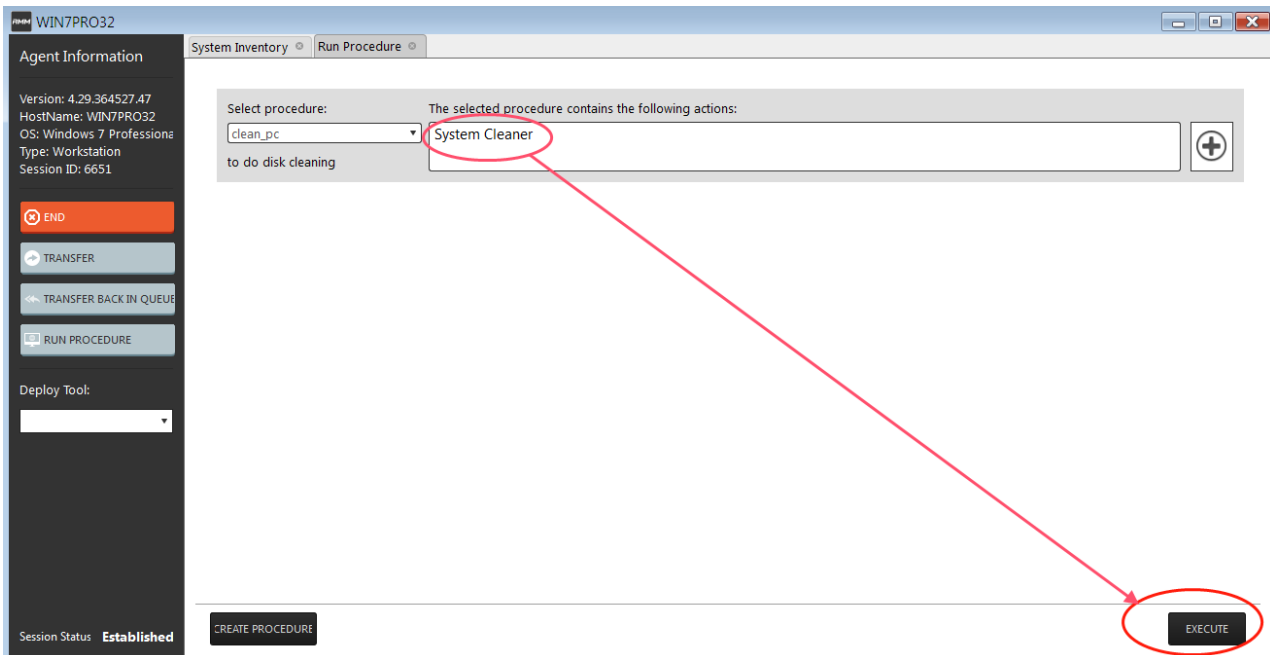 RMM WIN7PRO32
Agent Information
Version: 4.29.364527.47
HostName: WIN7PRO32
OS: Windows 7 Professiona
Type: Workstation
Session ID: 6651
END
TRANSFER
TRANSFER BACK IN QUEUE
RUN PROCEDURE
Deploy Tool:
Session Status Established
System Inventory Run Procedure
Select procedure:
clean_pc
to do disk cleaning
The selected procedure contains the following actions:
System Cleaner
CREATE PROCEDURE
EXECUTE